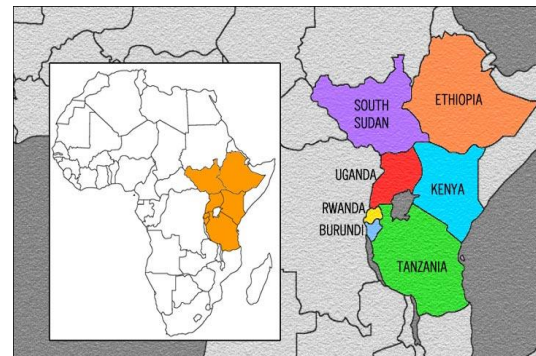 SOUTH
SUDAN
ETHIOPIA
UGANDA
KENYA
RWANDA
BURUNDI
TANZANIA